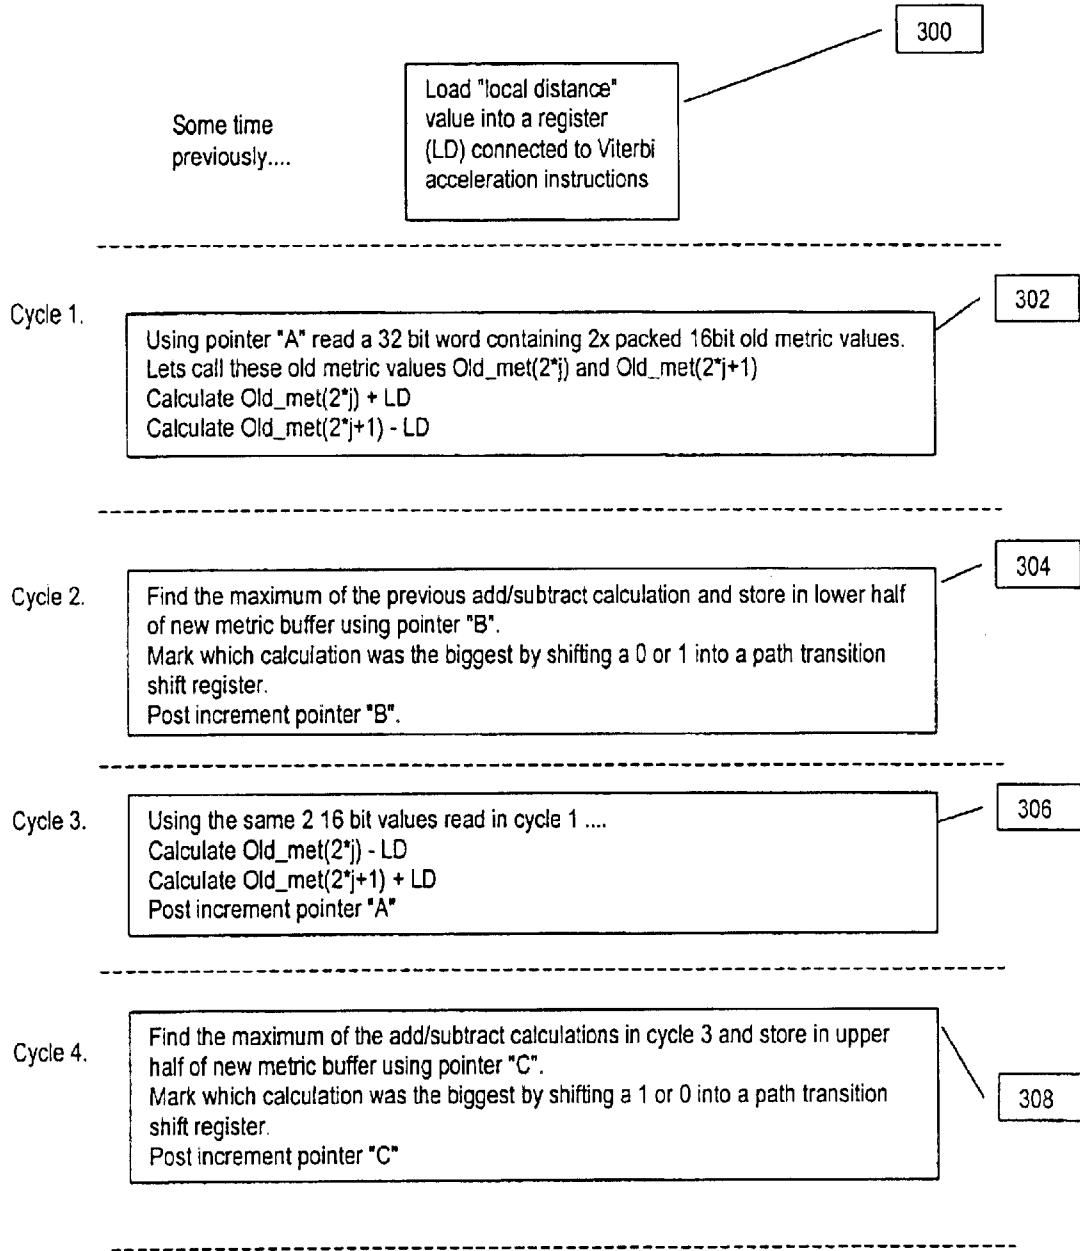 300
Load "local distance"
value into a register
(LD) connected to Viterbi
acceleration instructions
Some time
previously....
302
Cycle 1.
Using pointer "A" read a 32 bit word containing 2x packed 16bit old metric values.
Lets call these old metric values Old_met(2*j) and Old_met(2*j+1)
Calculate Old_met(2*j) + LD
Calculate Old_met(2*j+1) - LD
304
Cycle 2.
Find the maximum of the previous add/subtract calculation and store in lower half
of new metric buffer using pointer "B".
Mark which calculation was the biggest by shifting a 0 or 1 into a path transition
shift register.
Post increment pointer "B".
306
Cycle 3.
Using the same 2 16 bit values read in cycle 1 ....
Calculate Old_met(2*j) - LD
Calculate Old_met(2*j+1) + LD
Post increment pointer "A"
Cycle 4.
Find the maximum of the add/subtract calculations in cycle 3 and store in upper
half of new metric buffer using pointer "C".
Mark which calculation was the biggest by shifting a 1 or 0 into a path transition
shift register.
Post increment pointer "C"
308